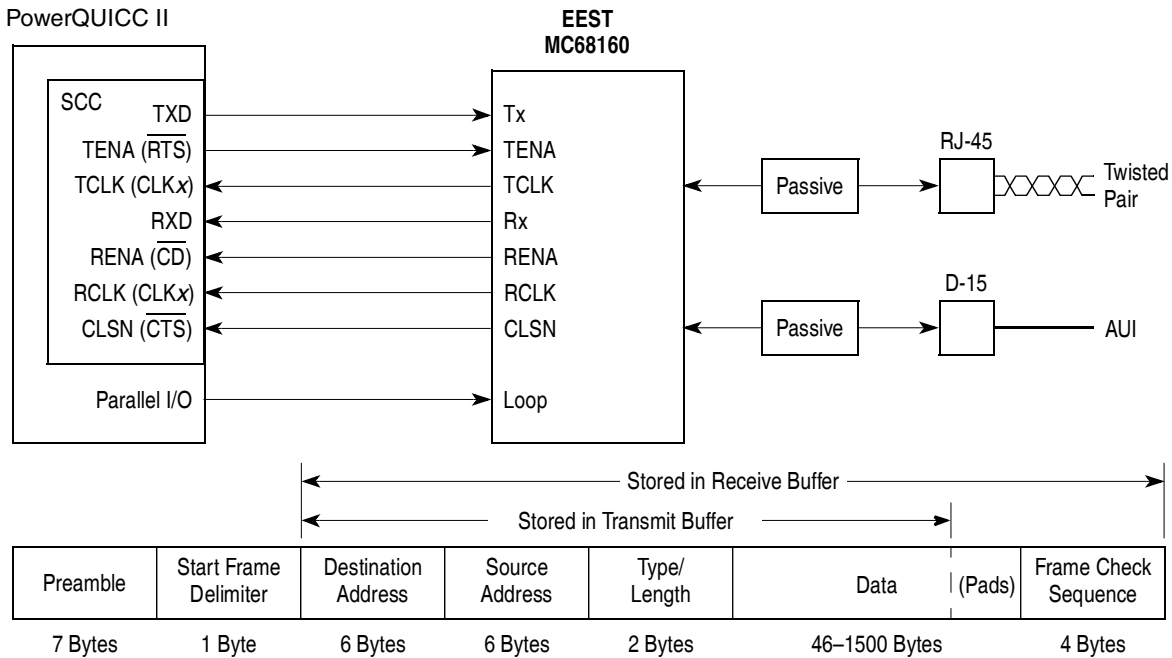 PowerQUICC II
EEST
MC68160
SCC
TXD
TENA (RTS)
TCLK (CLKx)
RXD
RENA (CD)
RCLK (CLKx)
CLSN (CTS)
Parallel I/O
Tx
TENA
TCLK
Rx
RENA
RCLK
CLSN
Loop
Passive
RJ-45
Twisted
Pair
Passive
D-15
AUI
Stored in Receive Buffer
Stored in Transmit Buffer
Preamble
Start Frame
Delimiter
Destination
Address
Source
Address
Type/
Length
Data
(Pads)
Frame Check
Sequence
7 Bytes
1 Byte
6 Bytes
6 Bytes
2 Bytes
46–1500 Bytes
4 Bytes